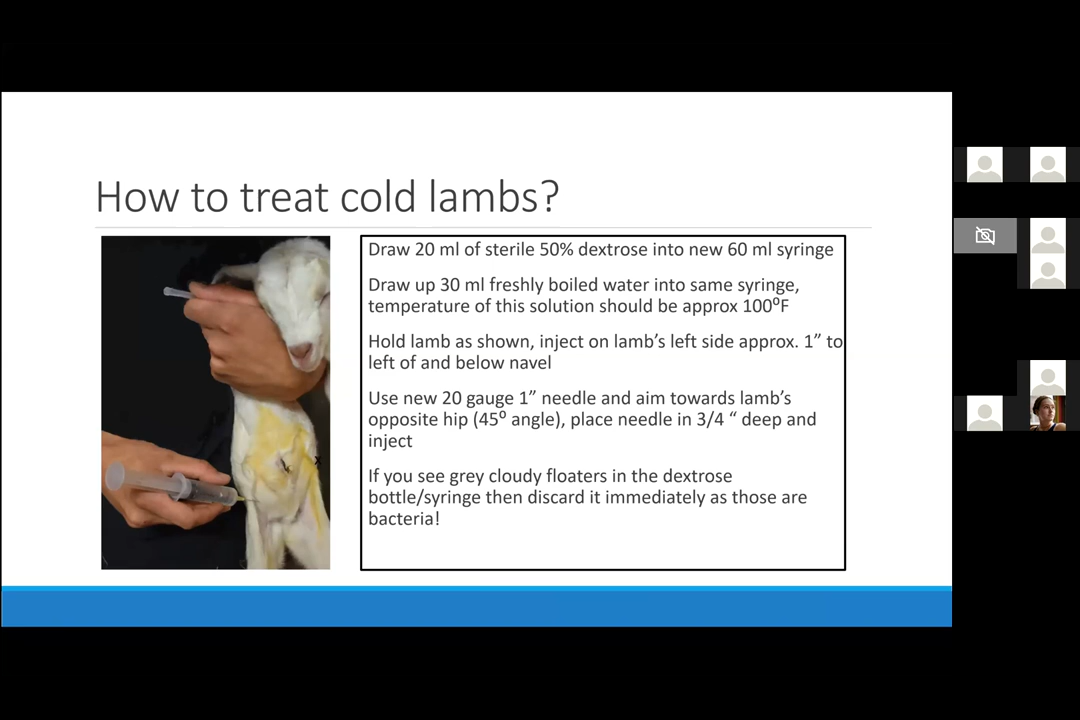 How to treat cold lambs?
Draw 20 ml of sterile 50% dextrose into new 60 ml syringe
Draw up 30 ml freshly boiled water into same syringe,
temperature of this solution should be approx 100⁰F
Hold lamb as shown, inject on lamb’s left side approx. 1” to
left of and below navel
Use new 20 gauge 1” needle and aim towards lamb’s
opposite hip (45⁰ angle), place needle in 3/4 “ deep and
inject
If you see grey cloudy floaters in the dextrose
bottle/syringe then discard it immediately as those are
bacteria!
x